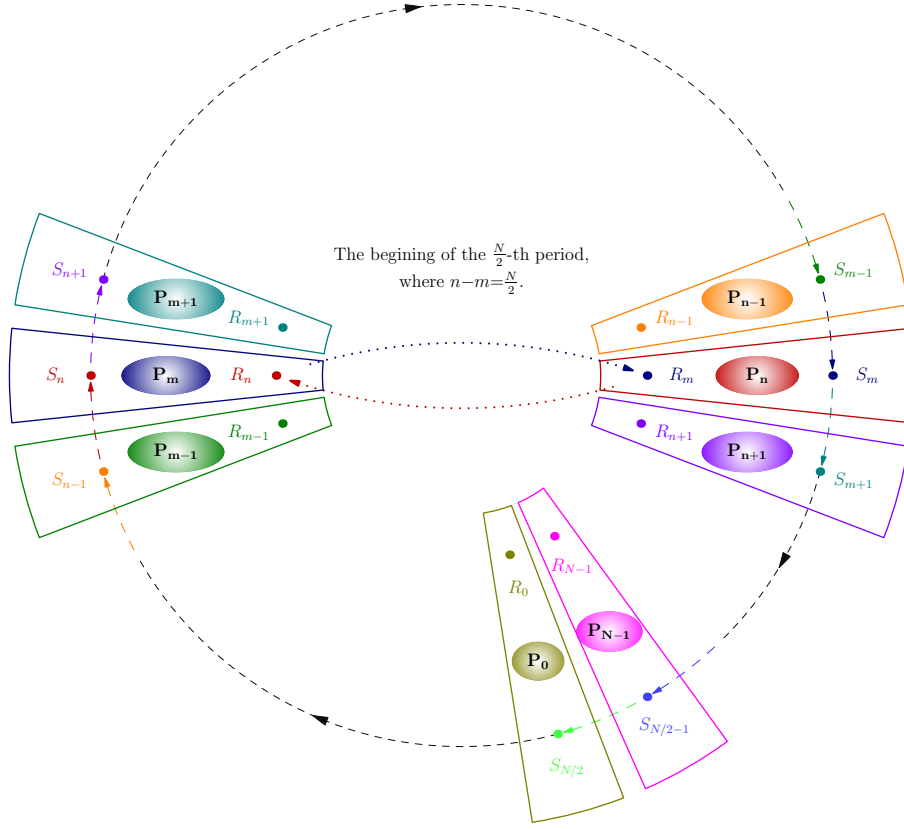 S_{n+1}
P_{m+1}
R_{m+1}
The begining of the \frac{N}{2}-th period,
where n−m=\frac{N}{2}.
R_{n-1}
P_{n-1}
S_{m-1}
S_n
P_m
R_n
R_m
P_n
S_m
S_{n-1}
P_{m-1}
R_{m-1}
R_{n+1}
P_{n+1}
S_{m+1}
R_0
R_{N-1}
P_0
P_{N-1}
S_{N/2}
S_{N/2-1}